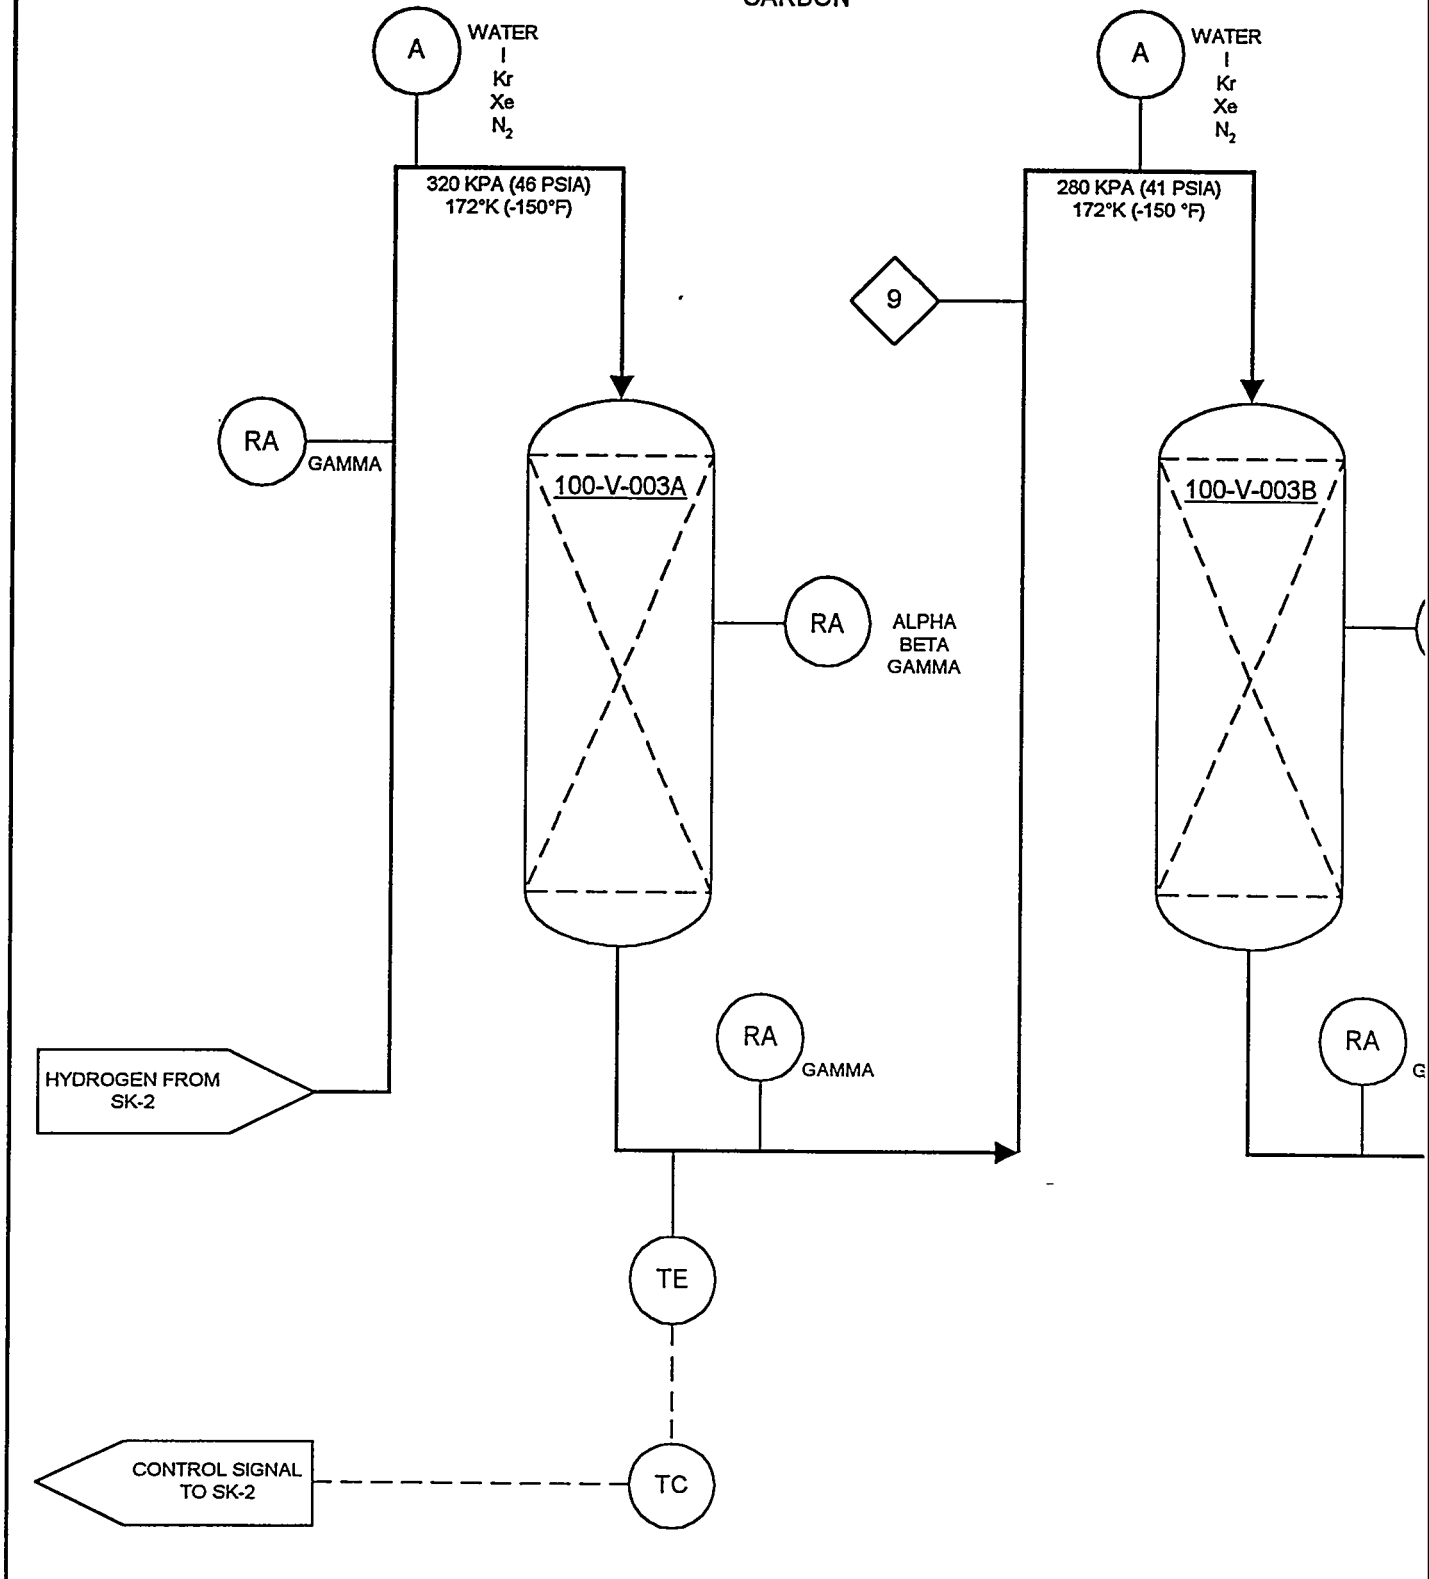 CARBON
A
WATER
I
Kr
Xe
N₂
320 KPA (46 PSIA)
172°K (-150°F)
A
WATER
I
Kr
Xe
N₂
280 KPA (41 PSIA)
172°K (-150 °F)
9
RA
GAMMA
100-V-003A
100-V-003B
RA
ALPHA
BETA
GAMMA
RA
GAMMA
RA
G
HYDROGEN FROM
SK-2
TE
CONTROL SIGNAL
TO SK-2
TC